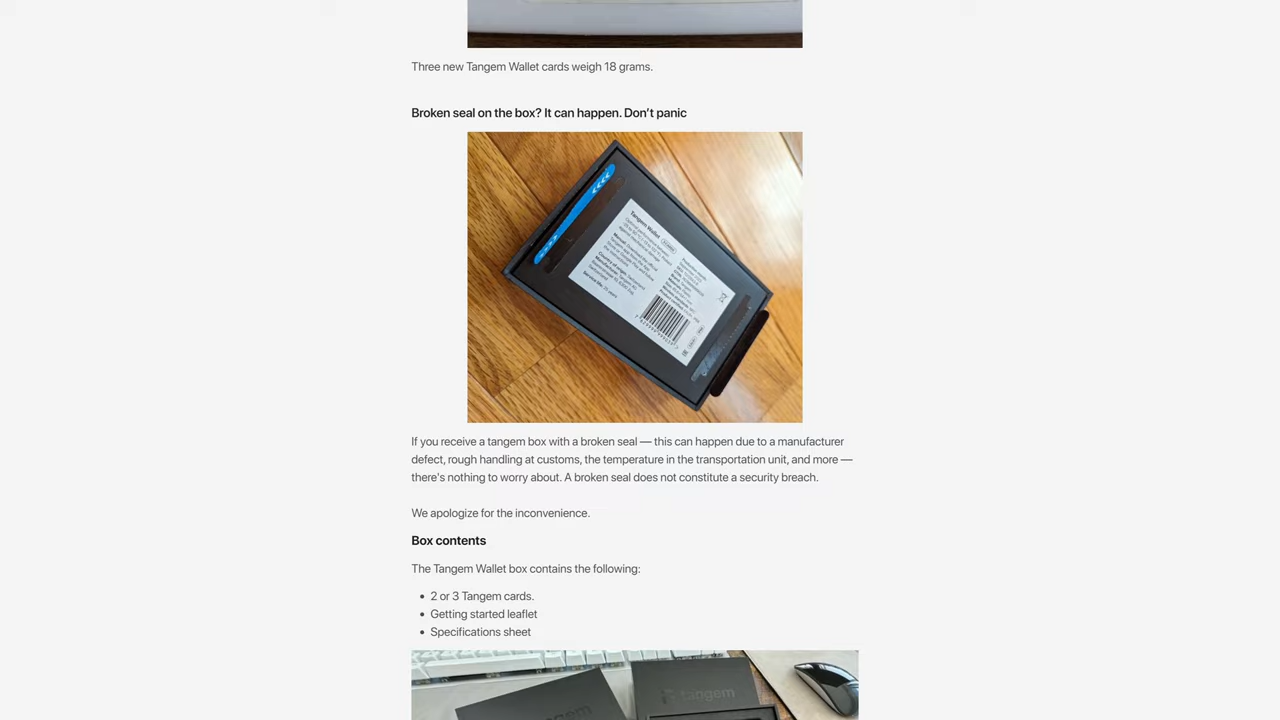 Three new Tangem Wallet cards weigh 18 grams.
Broken seal on the box? It can happen. Don't panic
Tangem Wallet
If you receive a tangem box with a broken seal — this can happen due to a manufacturer
defect, rough handling at customs, the temperature in the transportation unit, and more —
there's nothing to worry about. A broken seal does not constitute a security breach.
We apologize for the inconvenience.
Box contents
The Tangem Wallet box contains the following:
• 2 or 3 Tangem cards.
• Getting started leaflet
• Specifications sheet
tangem
tangem